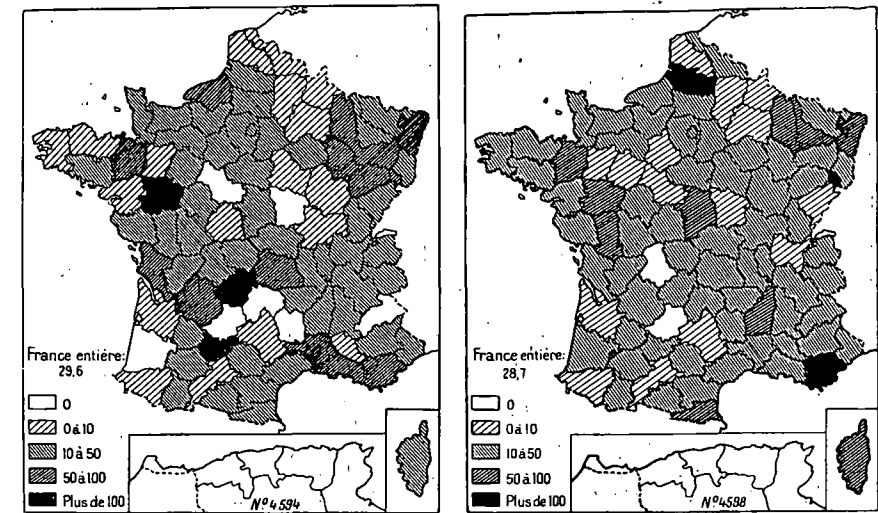 France entière:
29,6
0
0 à 10
10 à 50
50 à 100
Plus de 100
Nº 4594
France entière:
28,7
0
0 à 10
10 à 50
50 à 100
Plus de 100
Nº 4598